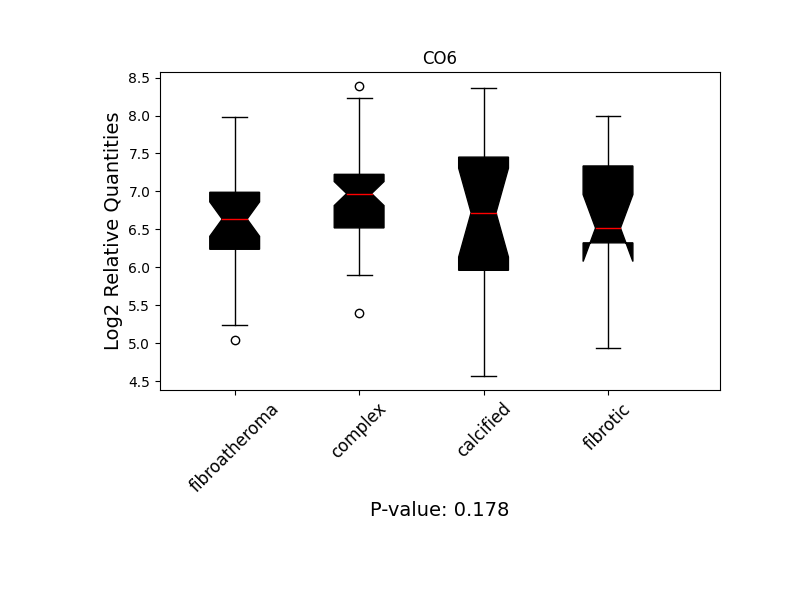 CO6
Log2 Relative Quantities
8.5
8.0
7.5
7.0
6.5
6.0
5.5
5.0
4.5
fibroatheroma
complex
calcified
fibrotic
P-value: 0.178